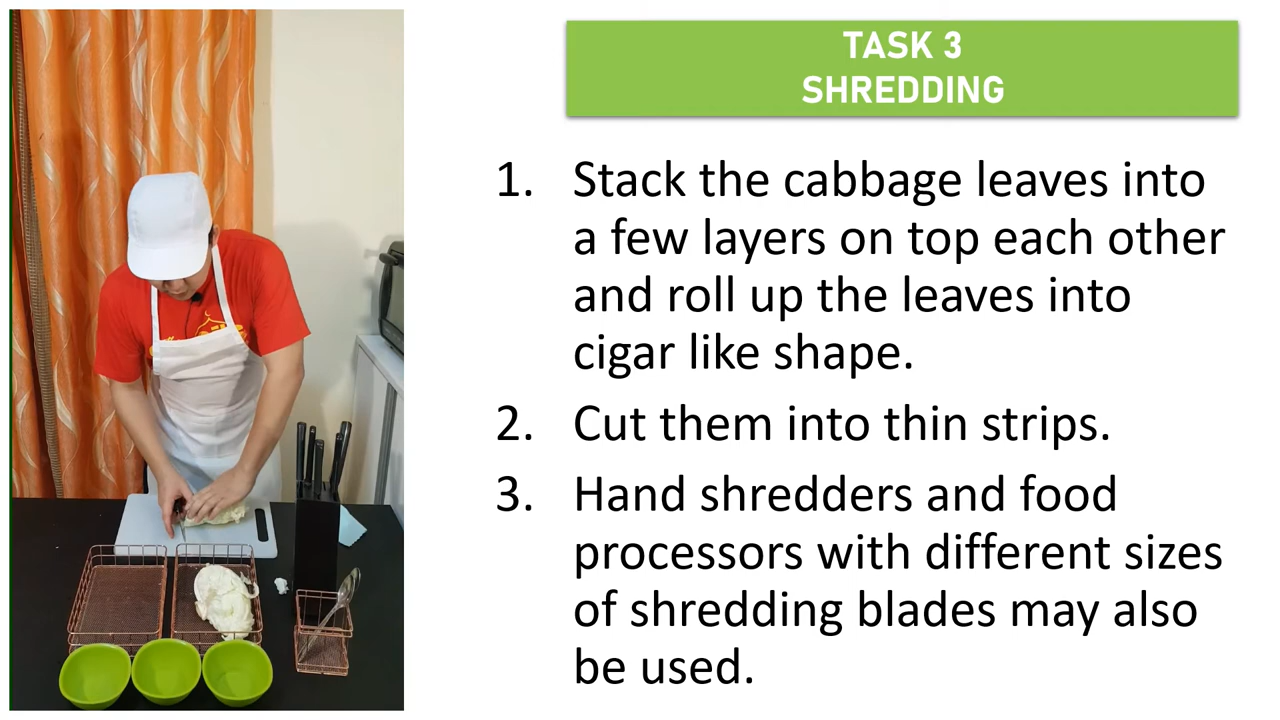 TASK 3
SHREDDING
1. Stack the cabbage leaves into
a few layers on top each other
and roll up the leaves into
cigar like shape.
2. Cut them into thin strips.
3. Hand shredders and food
processors with different sizes
of shredding blades may also
be used.